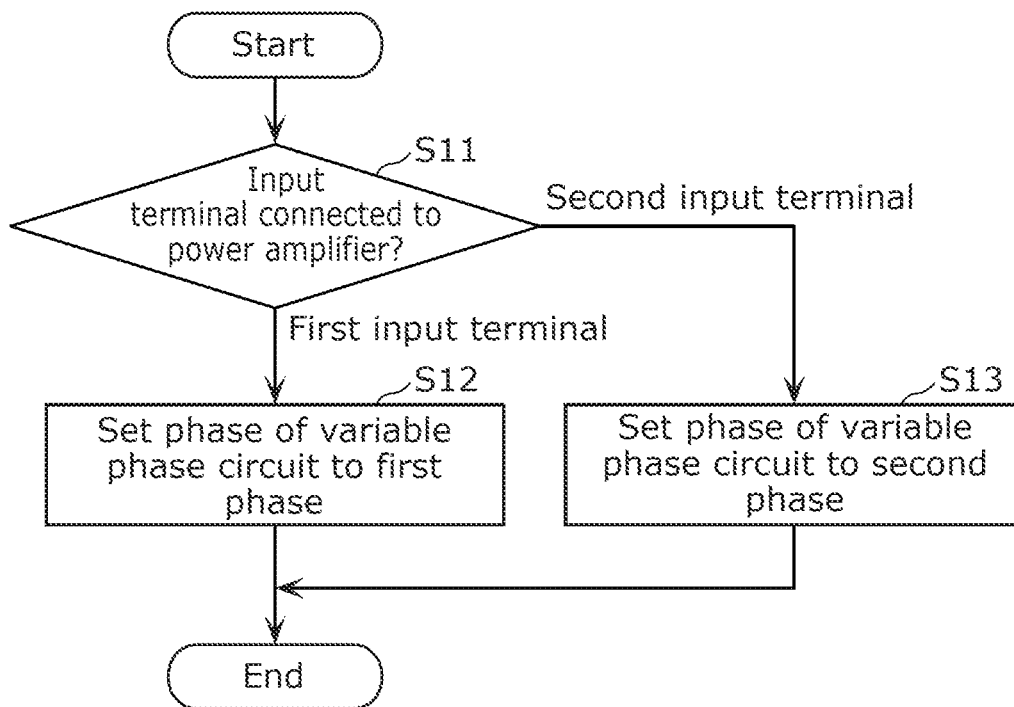 Start
S11
Input
terminal connected to
power amplifier?
Second input terminal
First input terminal
S12
Set phase of variable
phase circuit to first
phase
S13
Set phase of variable
phase circuit to second
phase
End